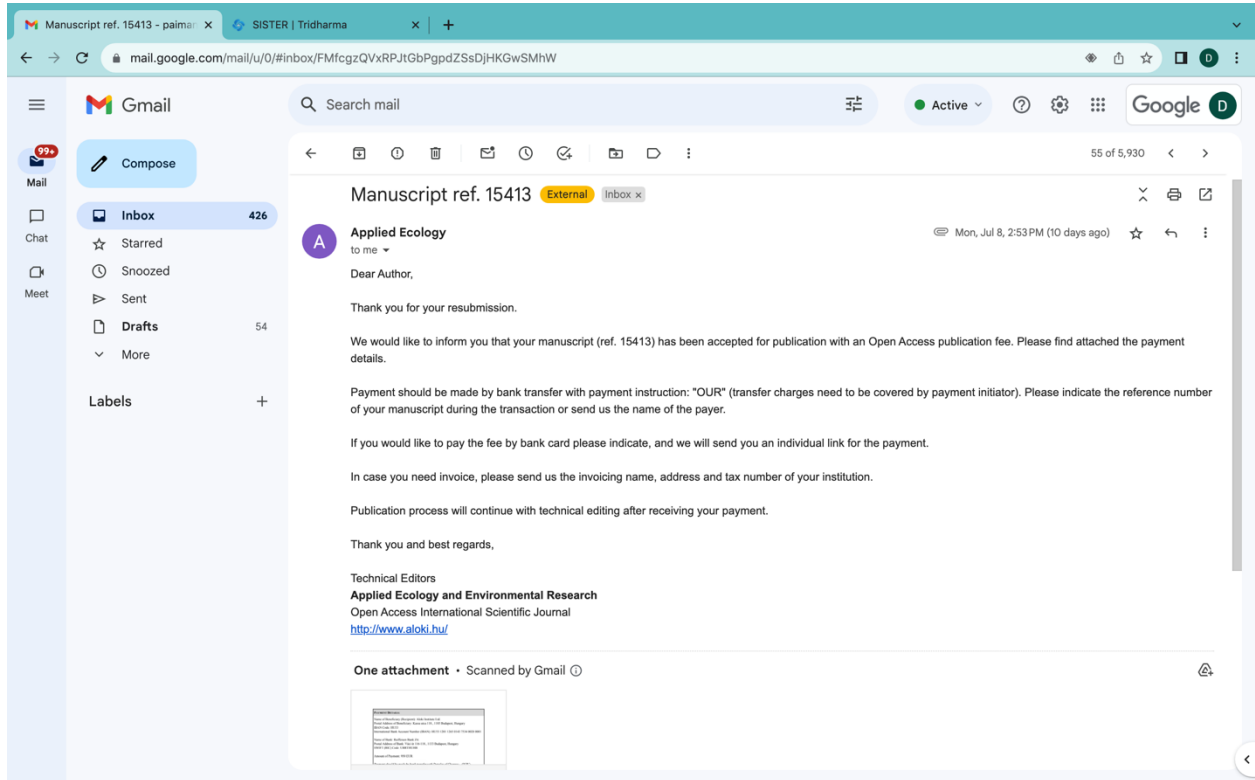 Manuscript ref. 15413 - paiman
SISTER | Tridharma
mail.google.com/mail/u/0/#inbox/FMfcgzQVxRPJtGbPgpdZSsDjHKGwSMhW
D
Gmail
Search mail
Active
Google
D
99+
Mail
Chat
Meet
Compose
Inbox 426
Starred
Snoozed
Sent
Drafts 54
More
Labels
55 of 5,930
Manuscript ref. 15413 External Inbox x
A
Applied Ecology
Mon, Jul 8, 2:53 PM (10 days ago)
to me
Dear Author,
Thank you for your resubmission.
We would like to inform you that your manuscript (ref. 15413) has been accepted for publication with an Open Access publication fee. Please find attached the payment
details.
Payment should be made by bank transfer with payment instruction: "OUR" (transfer charges need to be covered by payment initiator). Please indicate the reference number
of your manuscript during the transaction or send us the name of the payer.
If you would like to pay the fee by bank card please indicate, and we will send you an individual link for the payment.
In case you need invoice, please send us the invoicing name, address and tax number of your institution.
Publication process will continue with technical editing after receiving your payment.
Thank you and best regards,
Technical Editors
Applied Ecology and Environmental Research
Open Access International Scientific Journal
http://www.aloki.hu/
One attachment • Scanned by Gmail